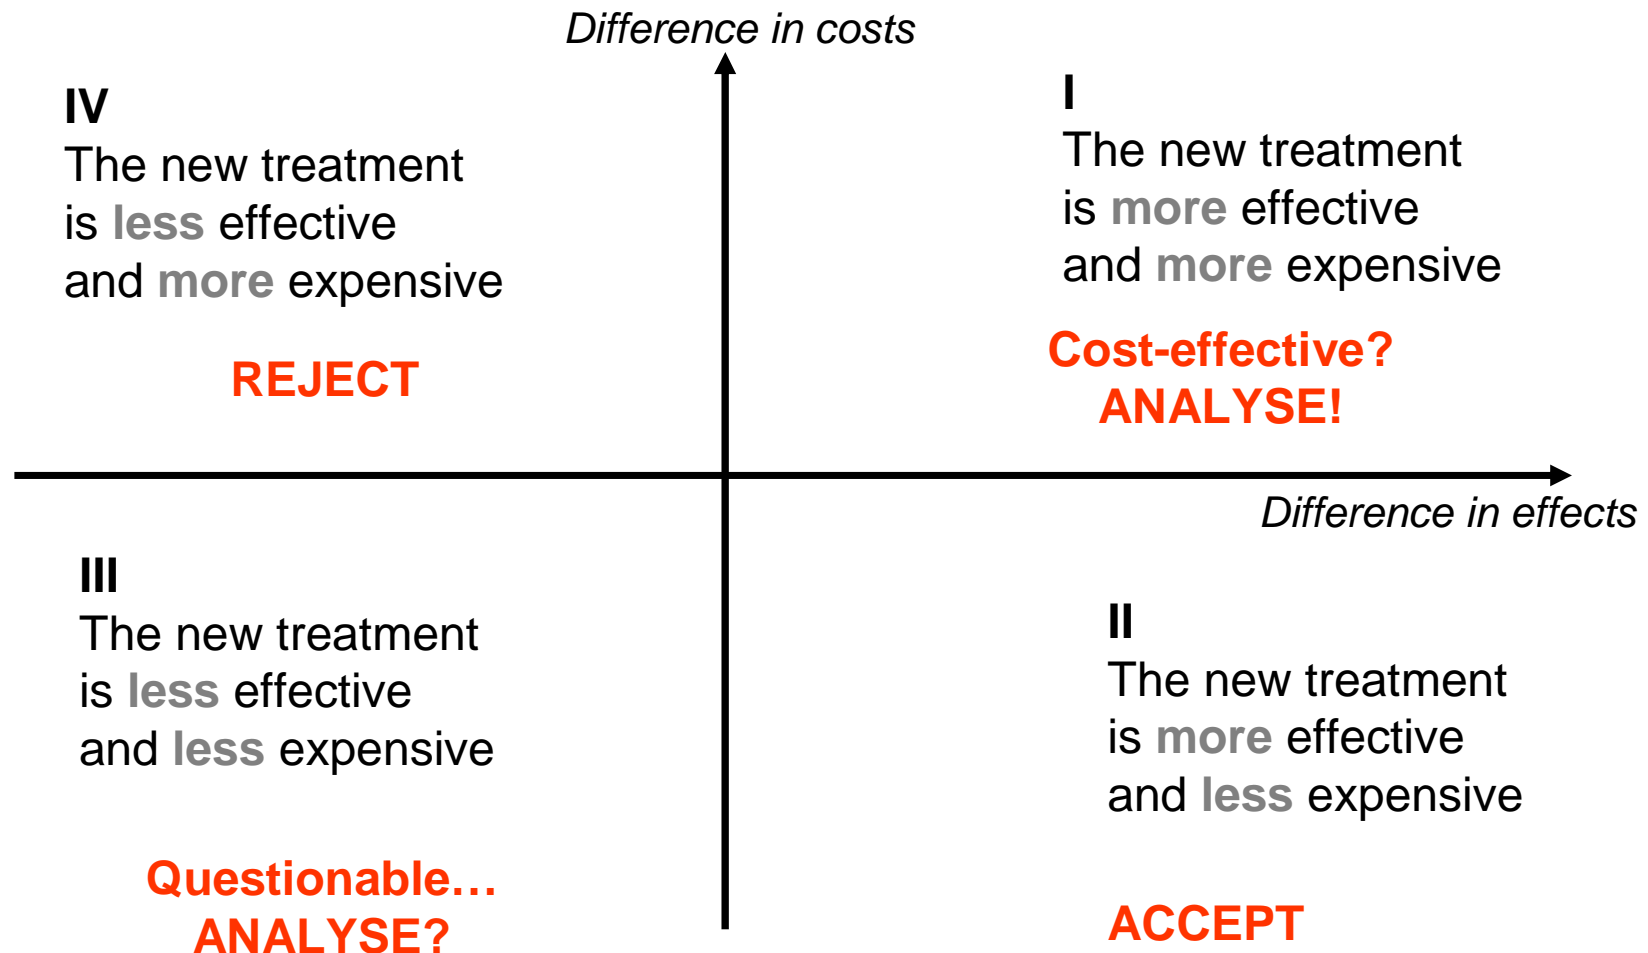 Difference in costs
IV
The new treatment
is less effective
and more expensive
REJECT
I
The new treatment
is more effective
and more expensive
Cost-effective?
ANALYSE!
Difference in effects
III
The new treatment
is less effective
and less expensive
Questionable…
ANALYSE?
II
The new treatment
is more effective
and less expensive
ACCEPT